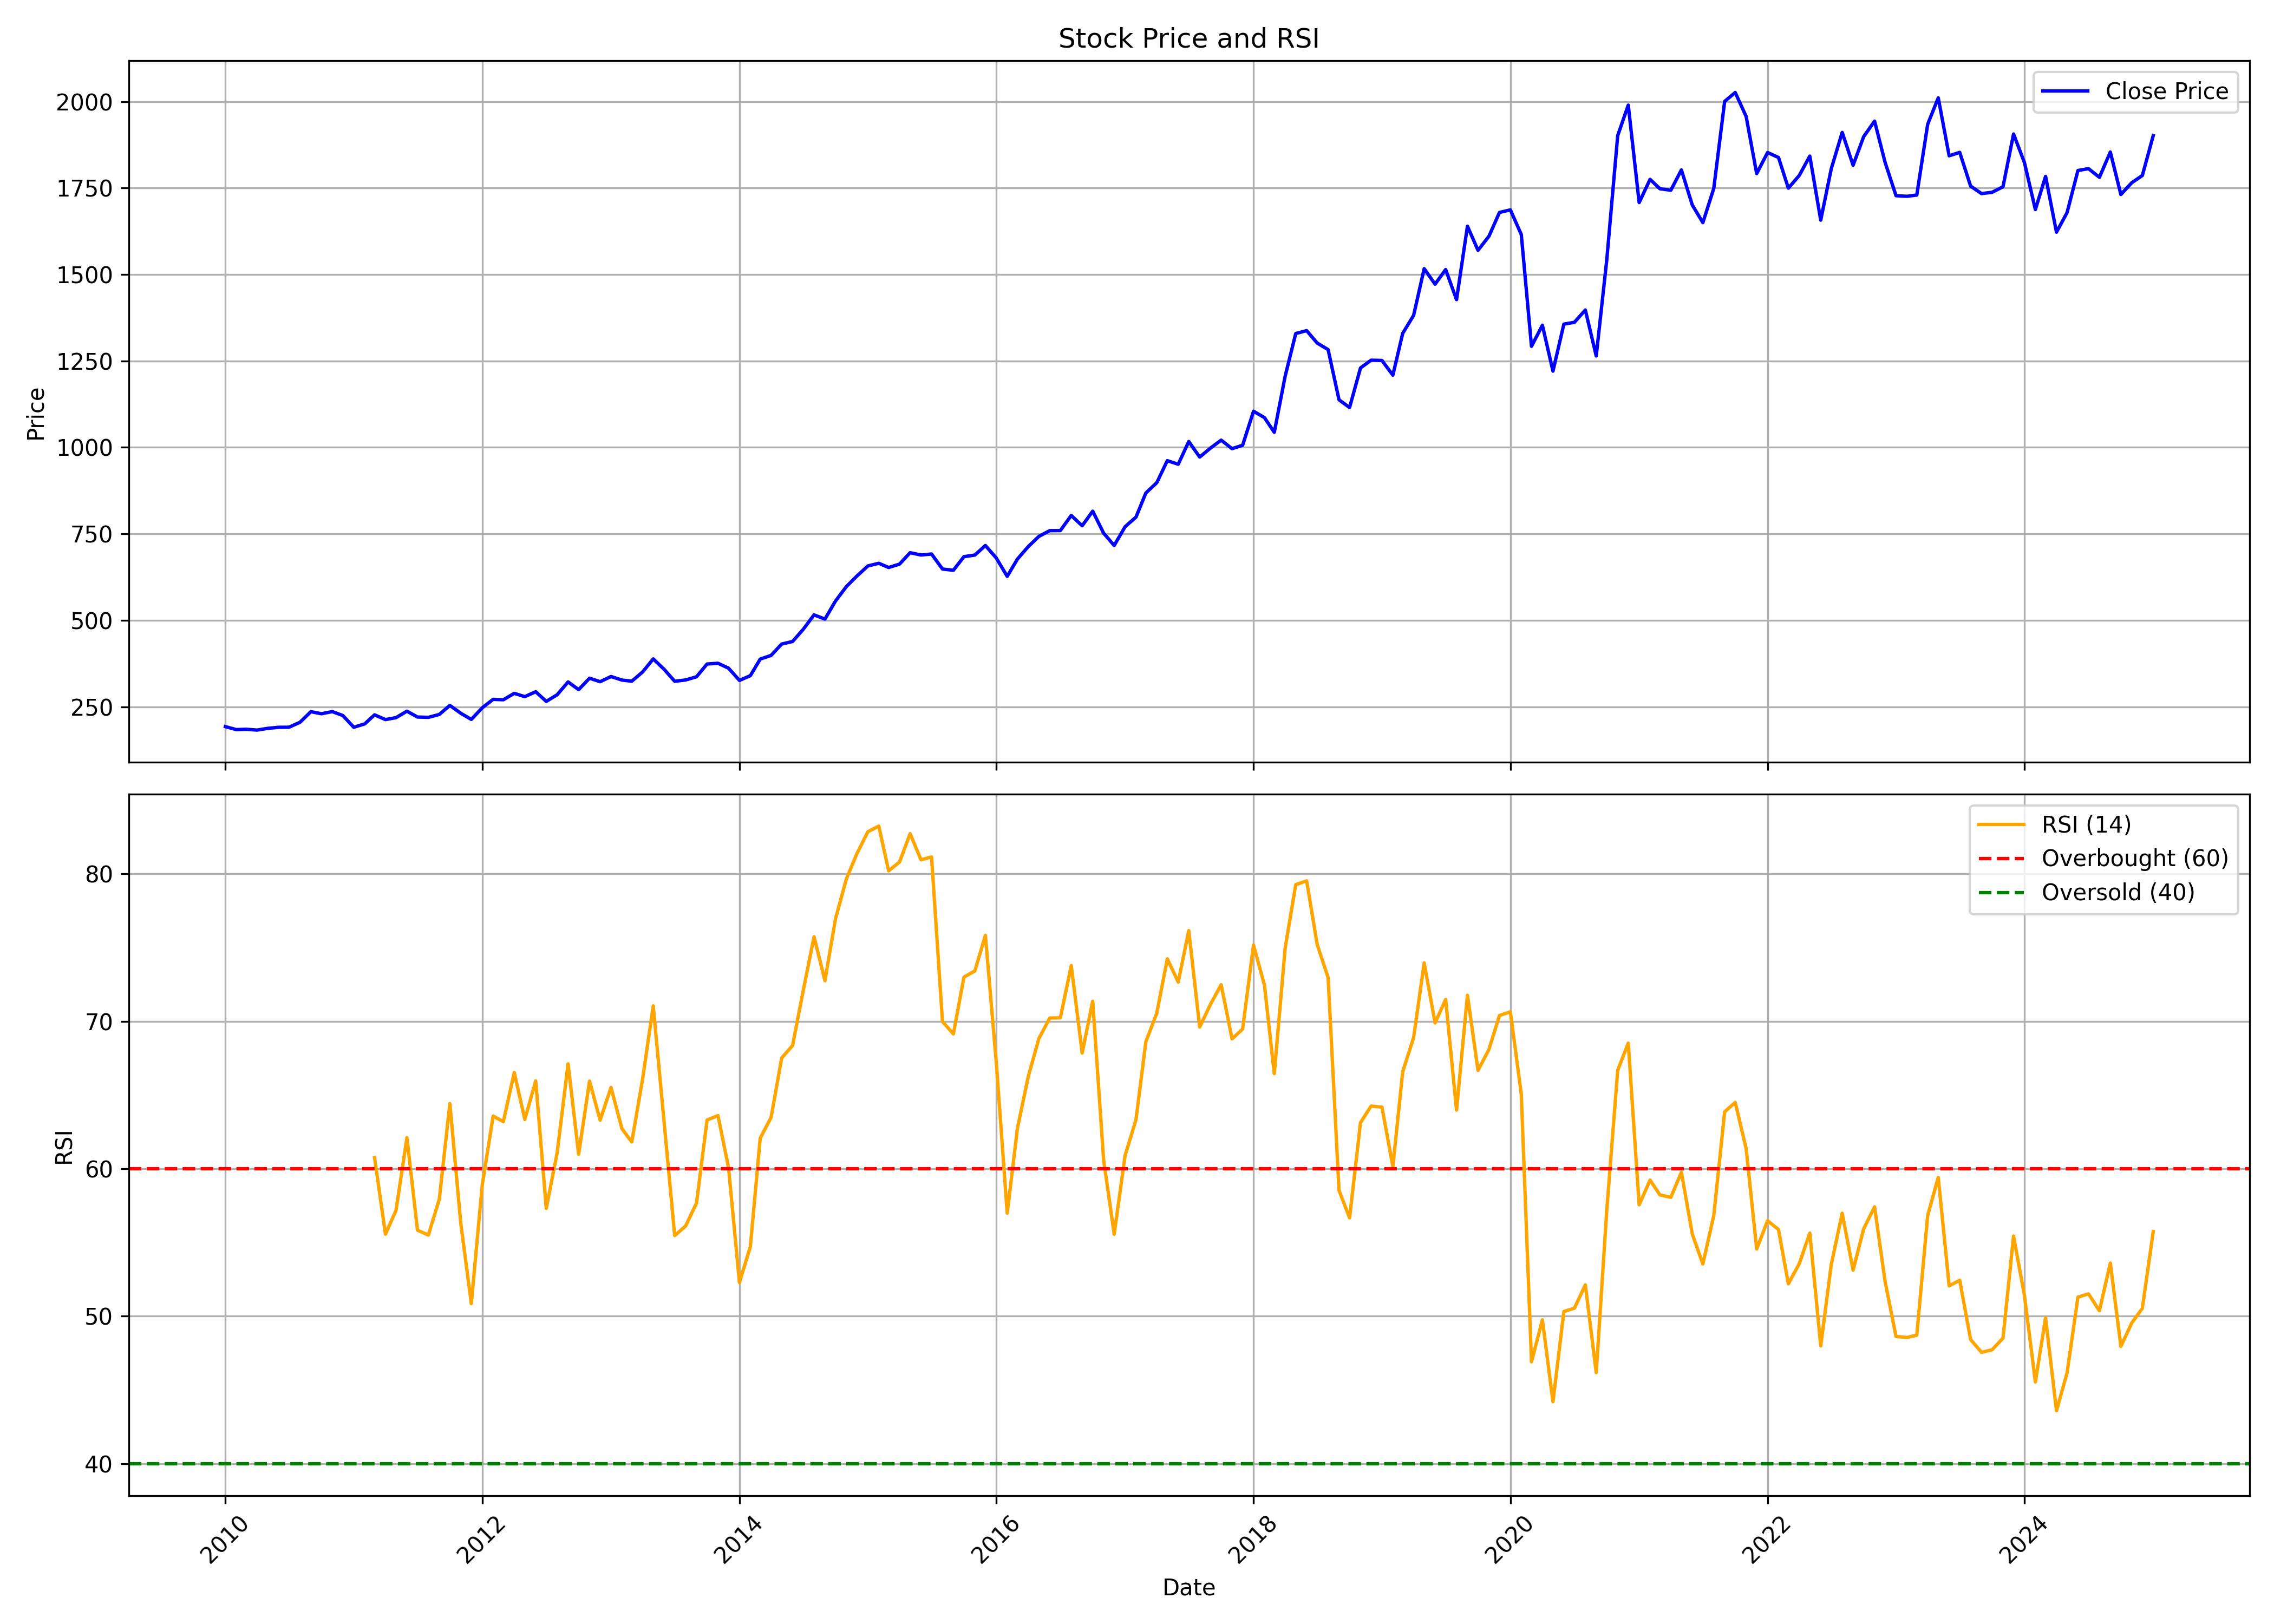 Stock Price and RSI
Close Price
Price
2000
1750
1500
1250
1000
750
500
250
RSI (14)
Overbought (60)
Oversold (40)
RSI
80
70
60
50
40
2010
2012
2014
2016
2018
2020
2022
2024
Date